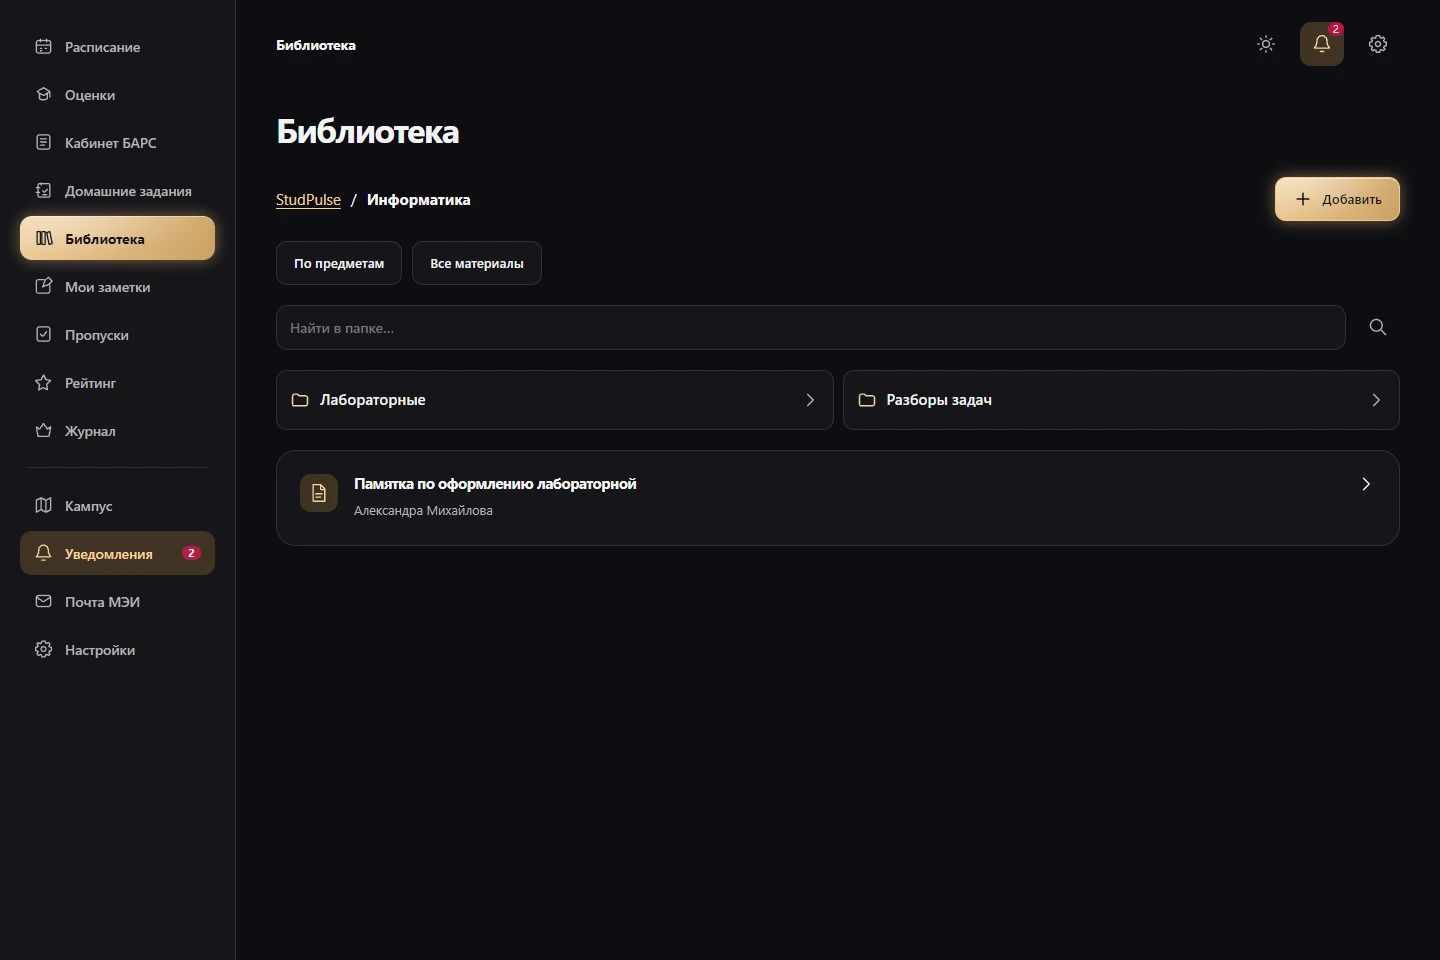 Расписание
Оценки
Кабинет БАРС
Домашние задания
Библиотека
Мои заметки
Пропуски
Рейтинг
Журнал
Кампус
Уведомления 2
Почта МЭИ
Настройки
Библиотека
2
Библиотека
StudPulse / Информатика
Добавить
По предметам Все материалы
Найти в папке...
Лабораторные Разборы задач
Памятка по оформлению лабораторной
Александра Михайлова